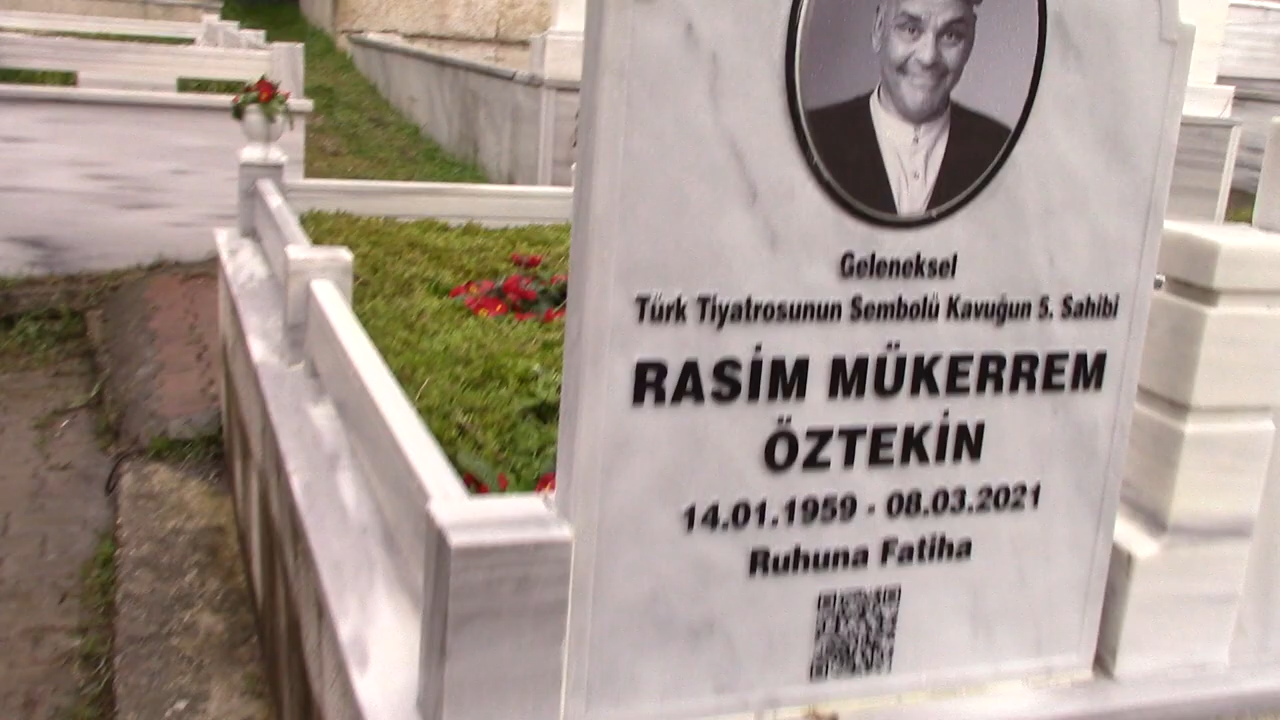 Geleneksel
Türk Tiyatrosunun Sembolü Kavuğun 5. Sahibi
RASİM MÜKERREM
ÖZTEKİN
14.01.1959 - 08.03.2021
Ruhuna Fatiha